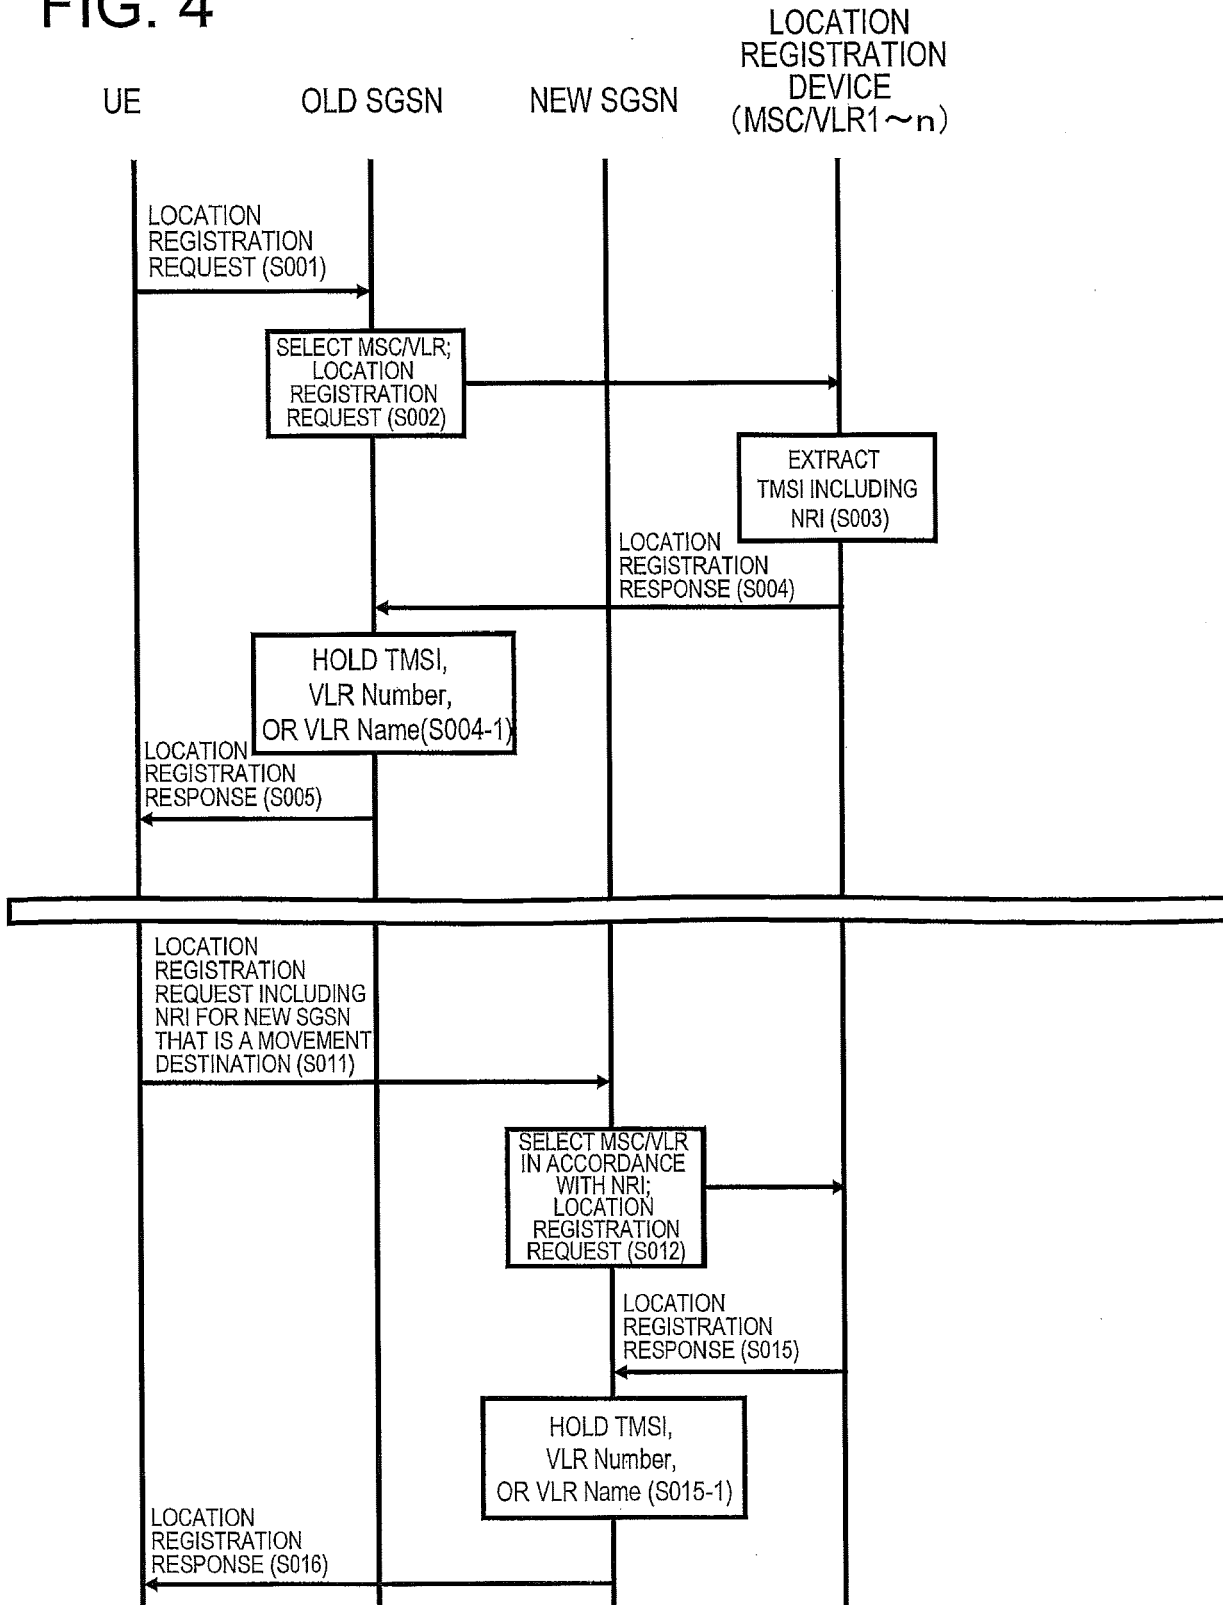 FIG. 4
UE
OLD SGSN
NEW SGSN
LOCATION
REGISTRATION
DEVICE
(MSC/VLR1~n)
LOCATION
REGISTRATION
REQUEST (S001)
SELECT MSC/VLR;
LOCATION
REGISTRATION
REQUEST (S002)
EXTRACT
TMSI INCLUDING
NRI (S003)
LOCATION
REGISTRATION
RESPONSE (S004)
HOLD TMSI,
VLR Number,
OR VLR Name(S004-1)
LOCATION
REGISTRATION
RESPONSE (S005)
LOCATION
REGISTRATION
REQUEST INCLUDING
NRI FOR NEW SGSN
THAT IS A MOVEMENT
DESTINATION (S011)
SELECT MSC/VLR
IN ACCORDANCE
WITH NRI;
LOCATION
REGISTRATION
REQUEST (S012)
LOCATION
REGISTRATION
RESPONSE (S015)
HOLD TMSI,
VLR Number,
OR VLR Name (S015-1)
LOCATION
REGISTRATION
RESPONSE (S016)